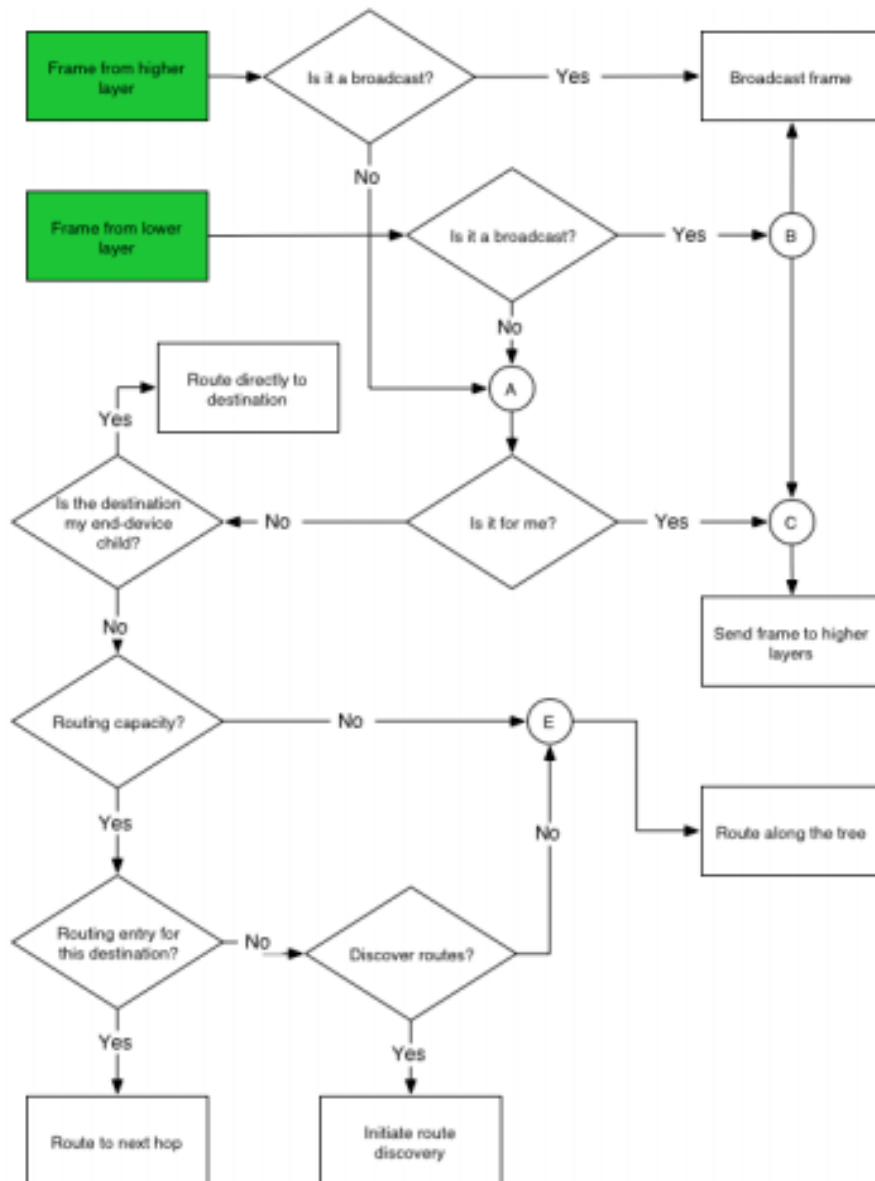 Frame from higher
layer
Is it a broadcast?
Yes
Broadcast frame
No
Frame from lower
layer
Is it a broadcast?
Yes
B
No
Route directly to
destination
A
Yes
Is the destination
my end-device
child?
No
Is it for me?
Yes
C
No
Send frame to higher
layers
Routing capacity?
No
E
Yes
No
Route along the tree
Routing entry for
this destination?
No
Discover routes?
Yes
Yes
Route to next hop
Initiate route
discovery